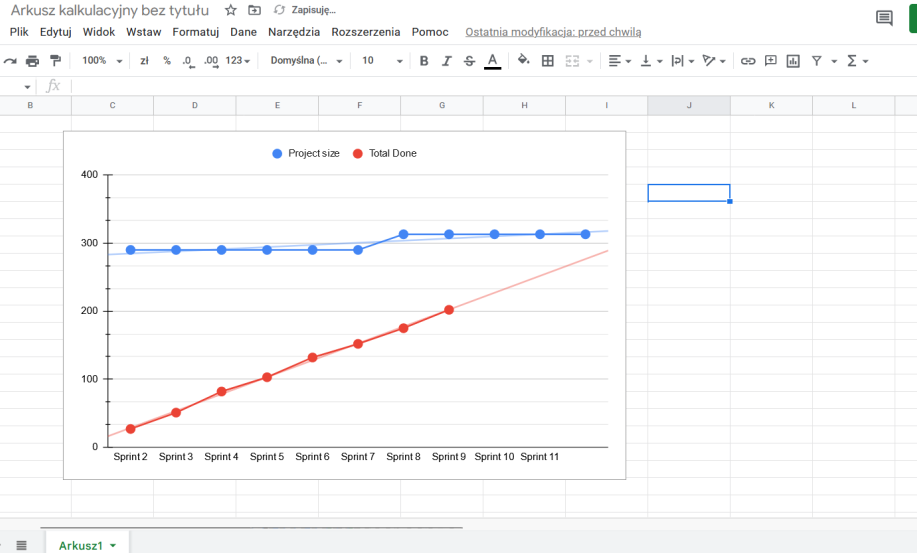 Arkusz kalkulacyjny bez tytułu Zapisuję...
Plik Edytuj Widok Wstaw Formatuj Dane Narzędzia Rozszerzenia Pomoc Ostatnia modyfikacja: przed chwilą
100% zł % .0 .00 123 Domyślna (... 10 B I S A Σ
fx
B C D E F G H I J K L
Project size Total Done
400
300
200
100
0
Sprint 2 Sprint 3 Sprint 4 Sprint 5 Sprint 6 Sprint 7 Sprint 8 Sprint 9 Sprint 10 Sprint 11
Arkusz1